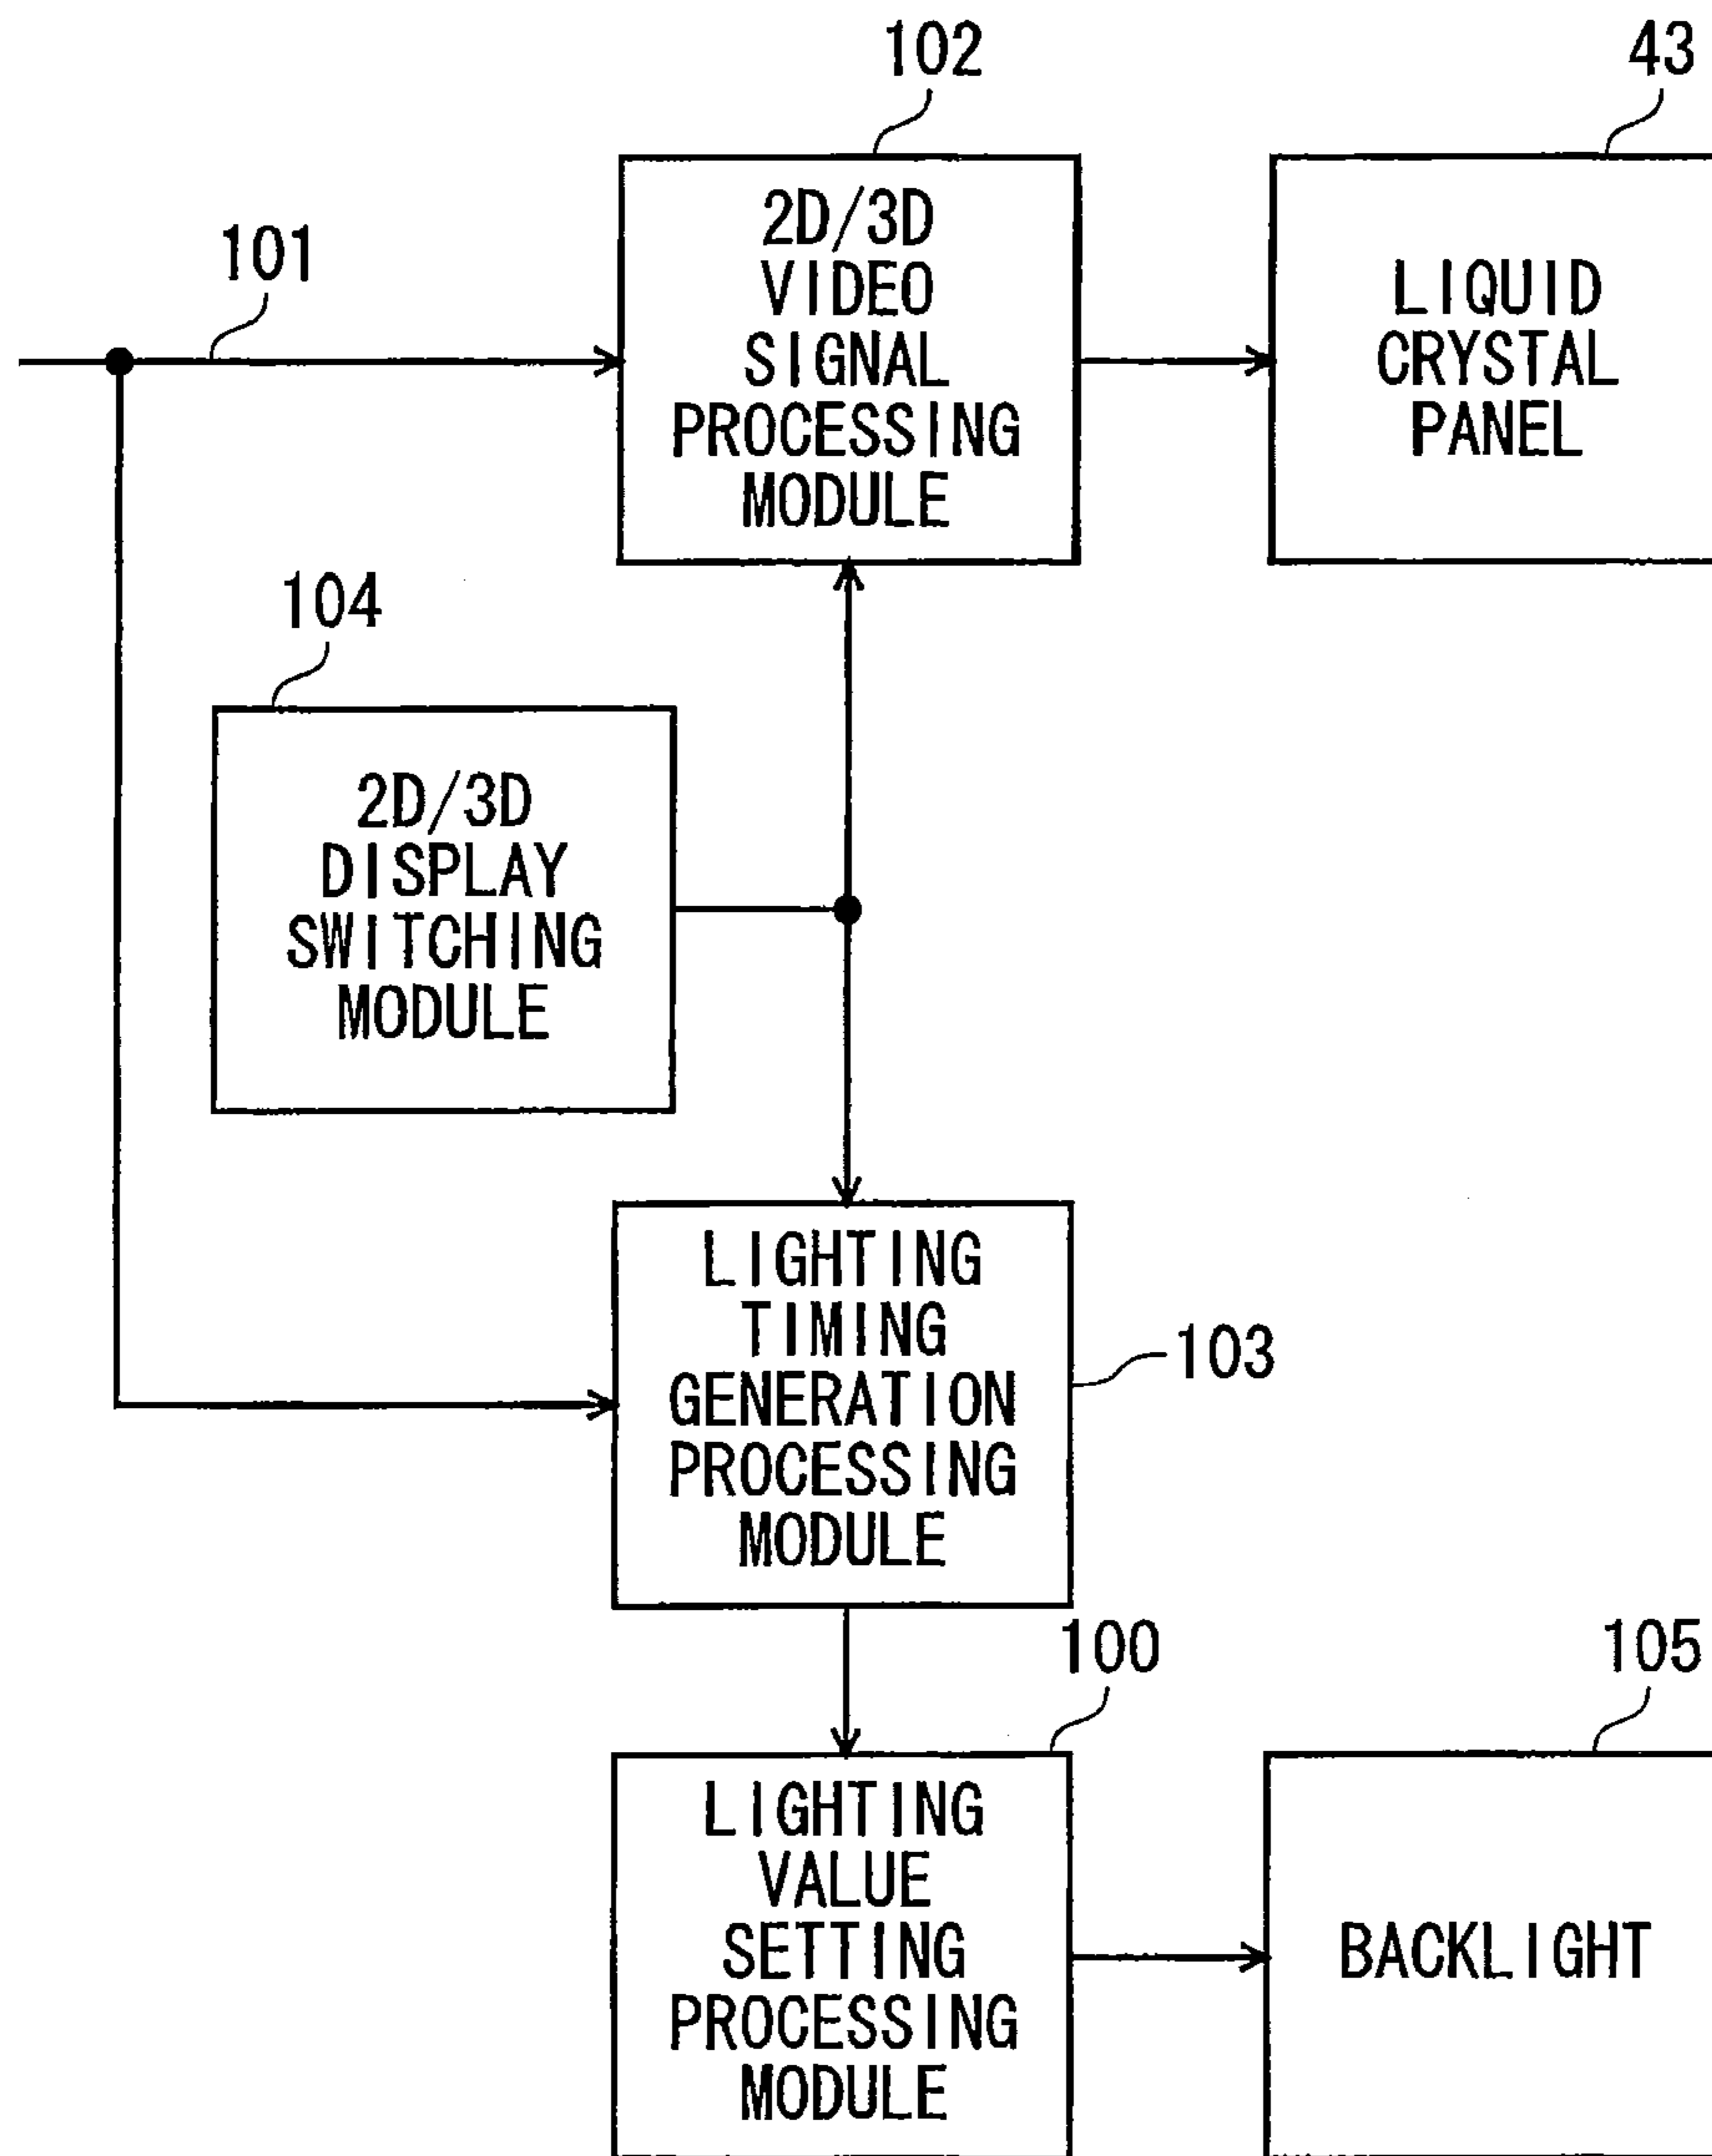 102
43
101
2D/3D
VIDEO
SIGNAL
PROCESSING
MODULE
LIQUID
CRYSTAL
PANEL
104
2D/3D
DISPLAY
SWITCHING
MODULE
LIGHTING
TIMING
GENERATION
PROCESSING
MODULE
103
100
105
LIGHTING
VALUE
SETTING
PROCESSING
MODULE
BACKLIGHT